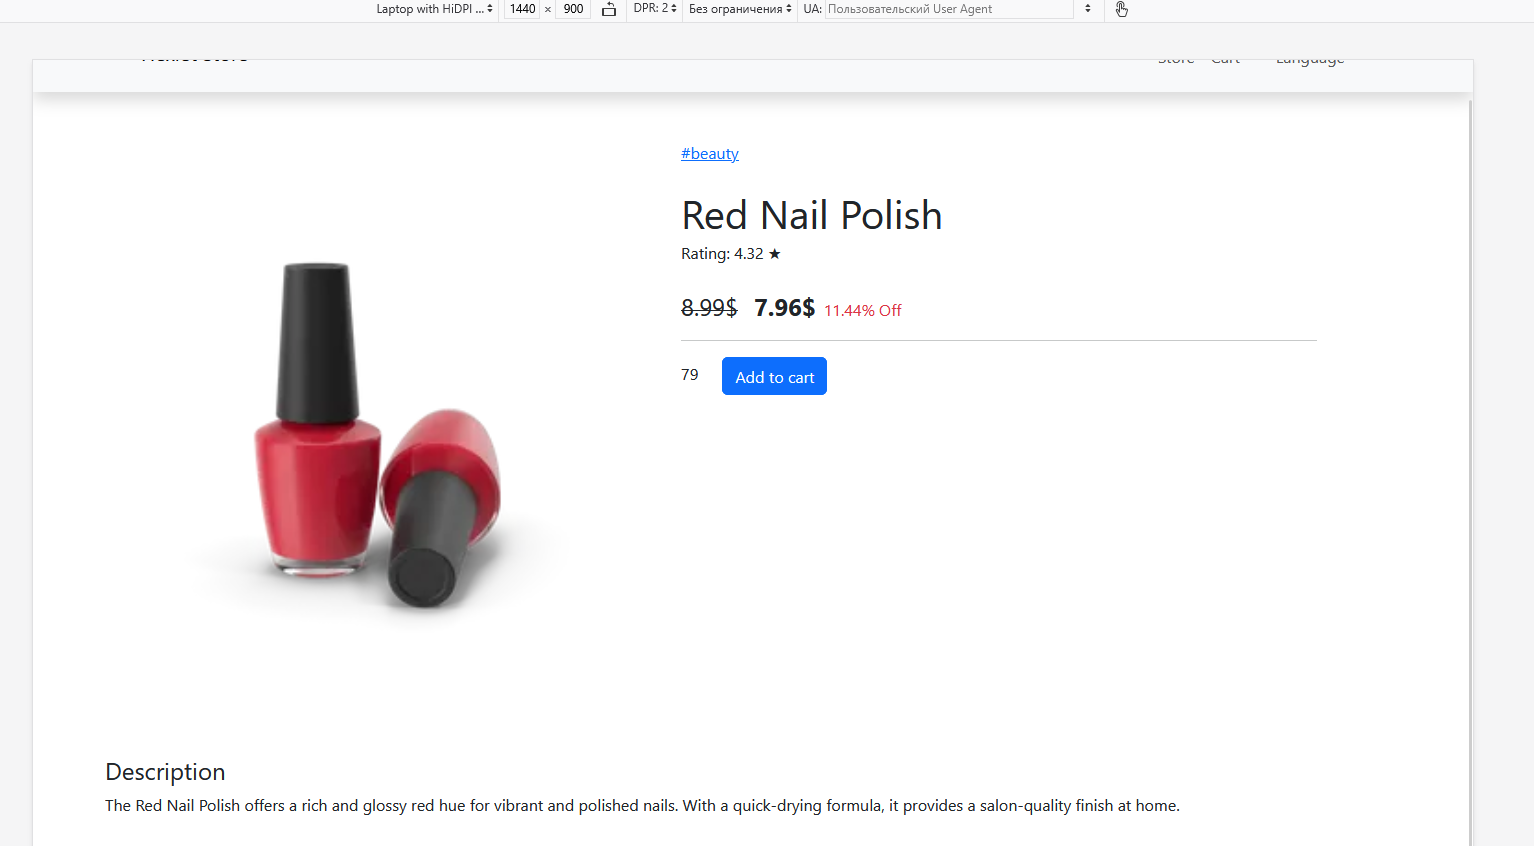 Laptop with HiDPI ... 1440 × 900 DPR: 2 Без ограничения UA: Пользовательский User Agent
Store Cart Language
#beauty
Red Nail Polish
Rating: 4.32 ★
8.99$ 7.96$ 11.44% Off
79 Add to cart
Description
The Red Nail Polish offers a rich and glossy red hue for vibrant and polished nails. With a quick-drying formula, it provides a salon-quality finish at home.